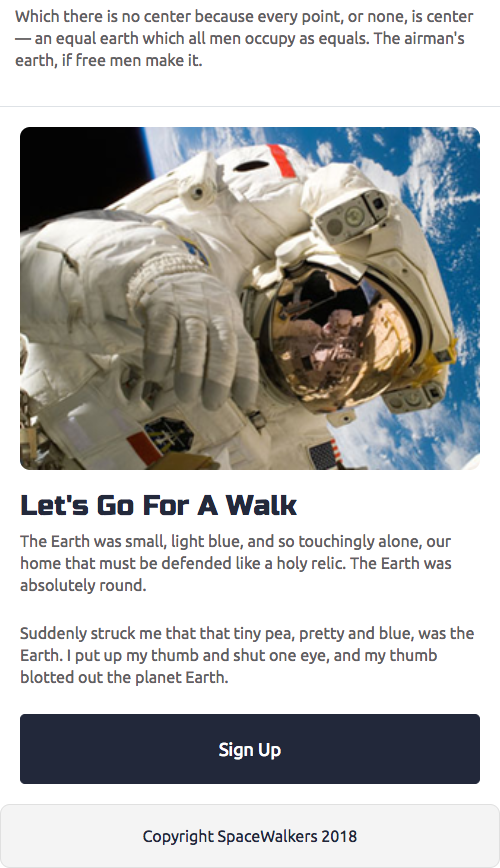 Which there is no center because every point, or none, is center
— an equal earth which all men occupy as equals. The airman's
earth, if free men make it.
Let's Go For A Walk
The Earth was small, light blue, and so touchingly alone, our
home that must be defended like a holy relic. The Earth was
absolutely round.
Suddenly struck me that that tiny pea, pretty and blue, was the
Earth. I put up my thumb and shut one eye, and my thumb
blotted out the planet Earth.
Sign Up
Copyright SpaceWalkers 2018